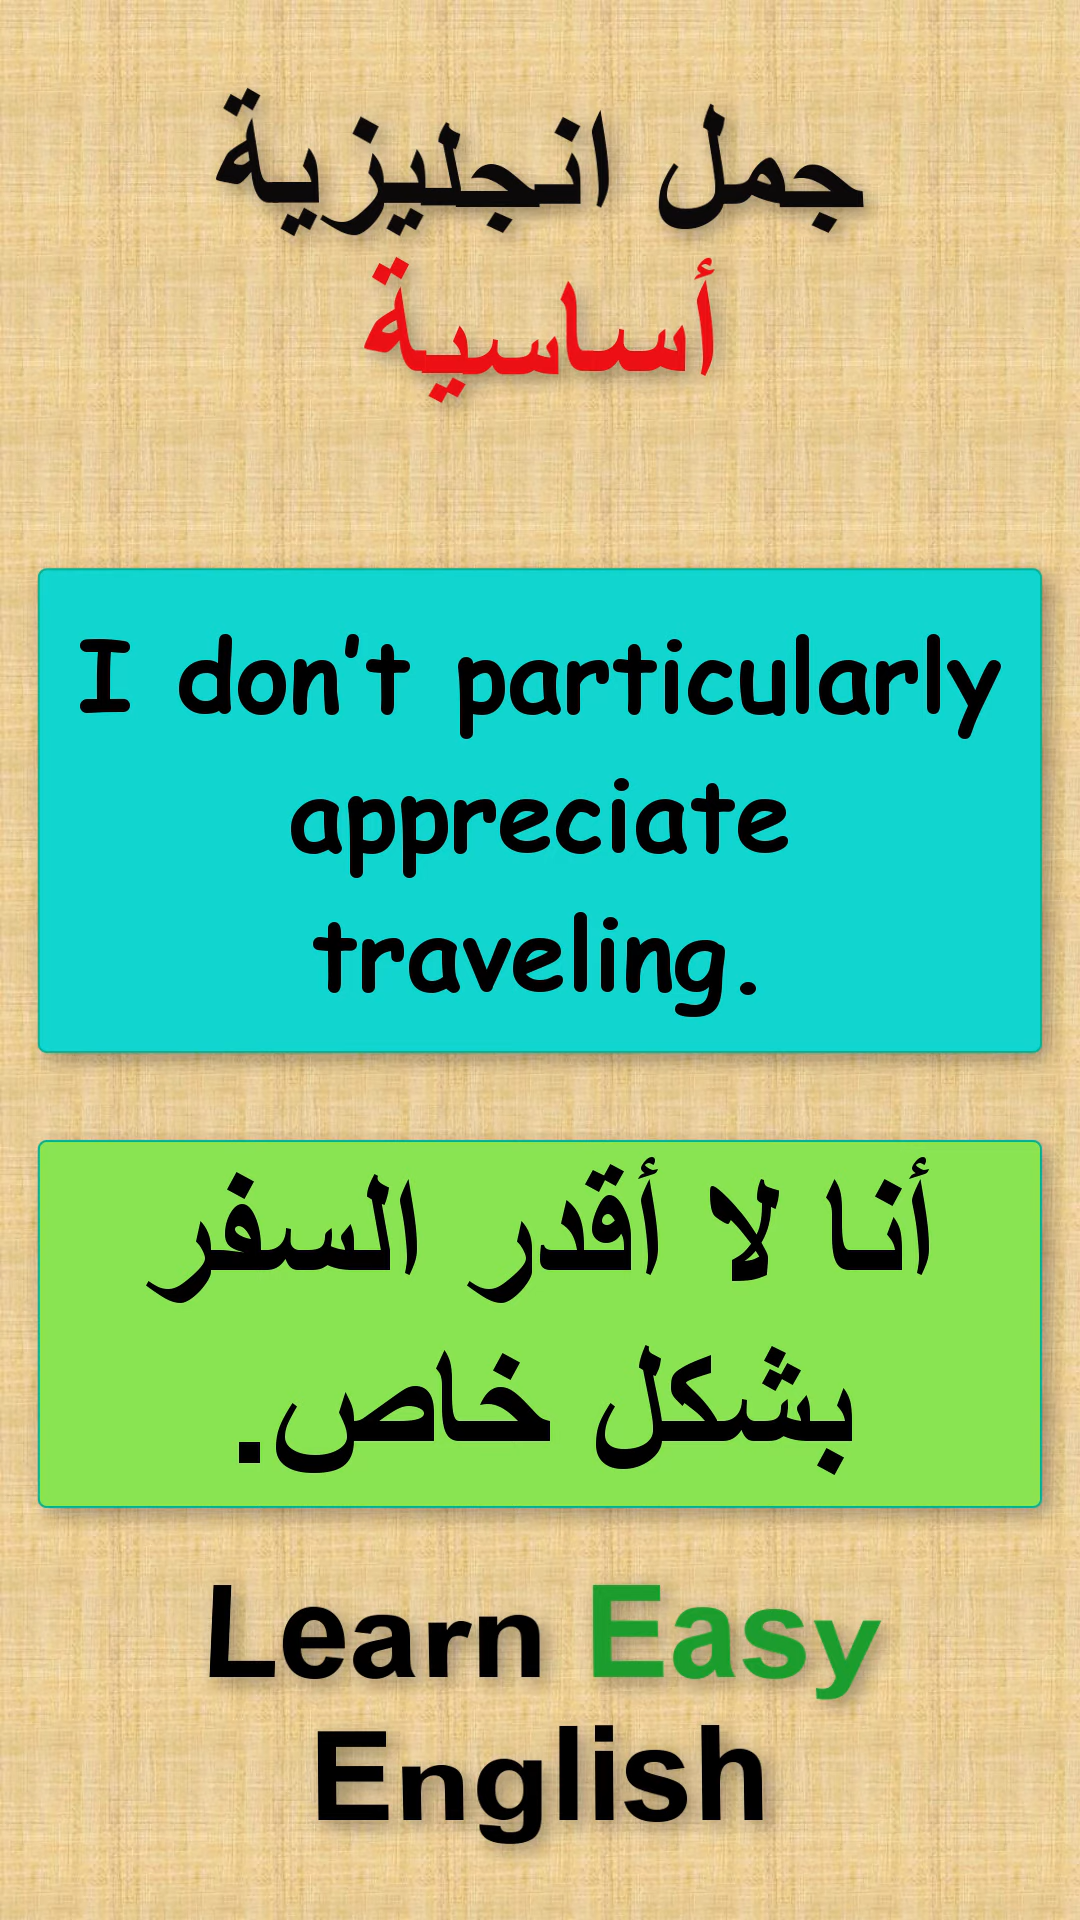 جمل انجليزية
أساسية
I don’t particularly
appreciate
traveling.
أنا لا أقدر السفر
بشكل خاص.
Learn Easy
English